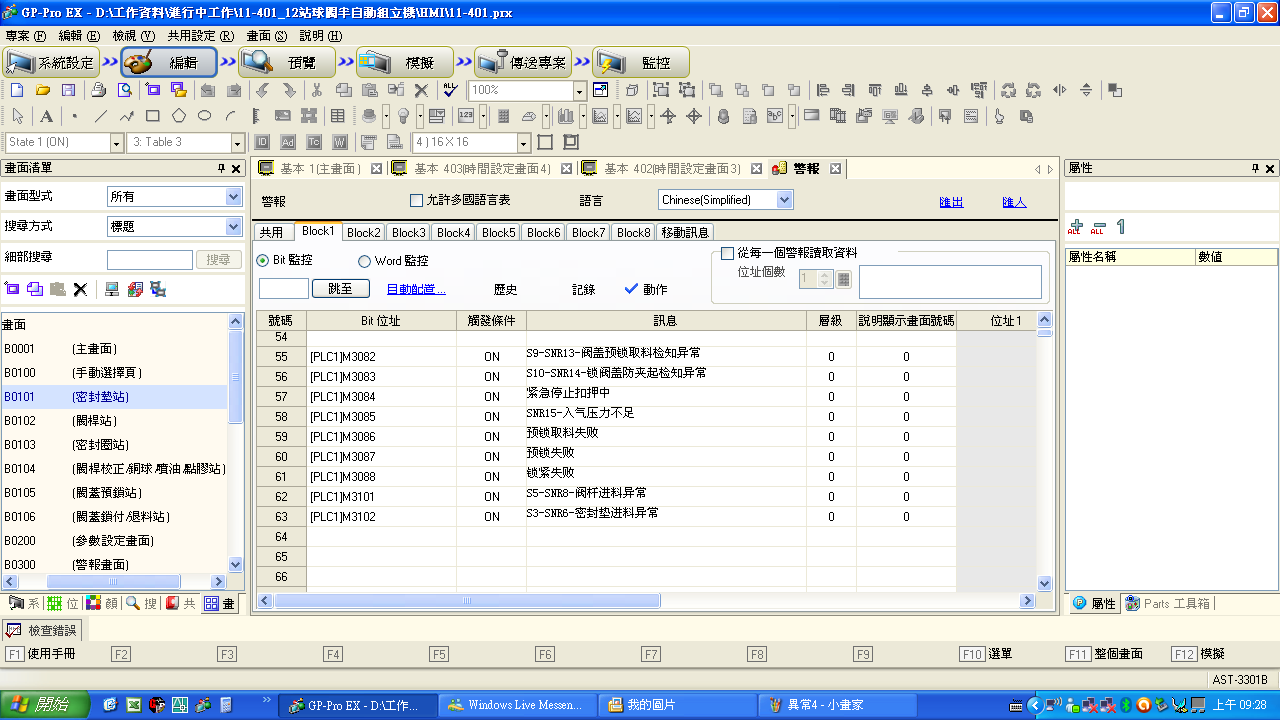 GP-Pro EX - D:\工作資料\進行中工作\11-401_12站球閥半自動組立機\HMI\11-401.prx
專案 (F) 編輯 (E) 檢視 (Y) 共用設定 (R) 畫面 (S) 說明 (H)
系統設定 編輯 預覽 模擬 傳送專案 監控
100%
State 1 (ON) 3: Table 3 ID Ad Tc W 4 ) 16 X 16
畫面清單
畫面型式 所有
搜尋方式 標題
細部搜尋 搜尋
畫面
B0001 (主畫面)
B0100 (手動選擇頁)
B0101 (密封墊站)
B0102 (閥桿站)
B0103 (密封圈站)
B0104 (閥桿校正/銅球/噴油/點膠站)
B0105 (閥蓋預鎖站)
B0106 (閥蓋鎖付/退料站)
B0200 (參數設定畫面)
B0300 (警報畫面)
系 位 顏 搜 共 畫
基本 1(主畫面) 基本 403(時間設定畫面4) 基本 402(時間設定畫面3) 警報
警報 允許多國語言表 語言 Chinese(Simplified) 匯出 匯入
共用 Block1 Block2 Block3 Block4 Block5 Block6 Block7 Block8 移動訊息
Bit 監控 Word 監控 從每一個警報讀取資料
位址個數 1
跳至 自動配置... 歷史 記錄 動作
號碼 Bit 位址 觸發條件 訊息 層級 說明顯示畫面號碼 位址 1
54
55 [PLC1]M3082 ON S9-SNR13-阀盖预锁取料检知异常 0 0
56 [PLC1]M3083 ON S10-SNR14-锁阀盖防夹起检知异常 0 0
57 [PLC1]M3084 ON 紧急停止扣押中 0 0
58 [PLC1]M3085 ON SNR15-入气压力不足 0 0
59 [PLC1]M3086 ON 预锁取料失败 0 0
60 [PLC1]M3087 ON 预锁失败 0 0
61 [PLC1]M3088 ON 锁紧失败 0 0
62 [PLC1]M3101 ON S5-SNR8-阀杆进料异常 0 0
63 [PLC1]M3102 ON S3-SNR6-密封垫进料异常 0 0
64
65
66
屬性
ALL ALL 1
屬性名稱 數值
屬性 Parts 工具箱
檢查錯誤
F1 使用手冊 F2 F3 F4 F5 F6 F7 F8 F9 F10 選單 F11 整個畫面 F12 模擬
AST-3301B
開始 GP-Pro EX - D:\工作... Windows Live Messen... 我的圖片 異常4 - 小畫家 上午 09:28